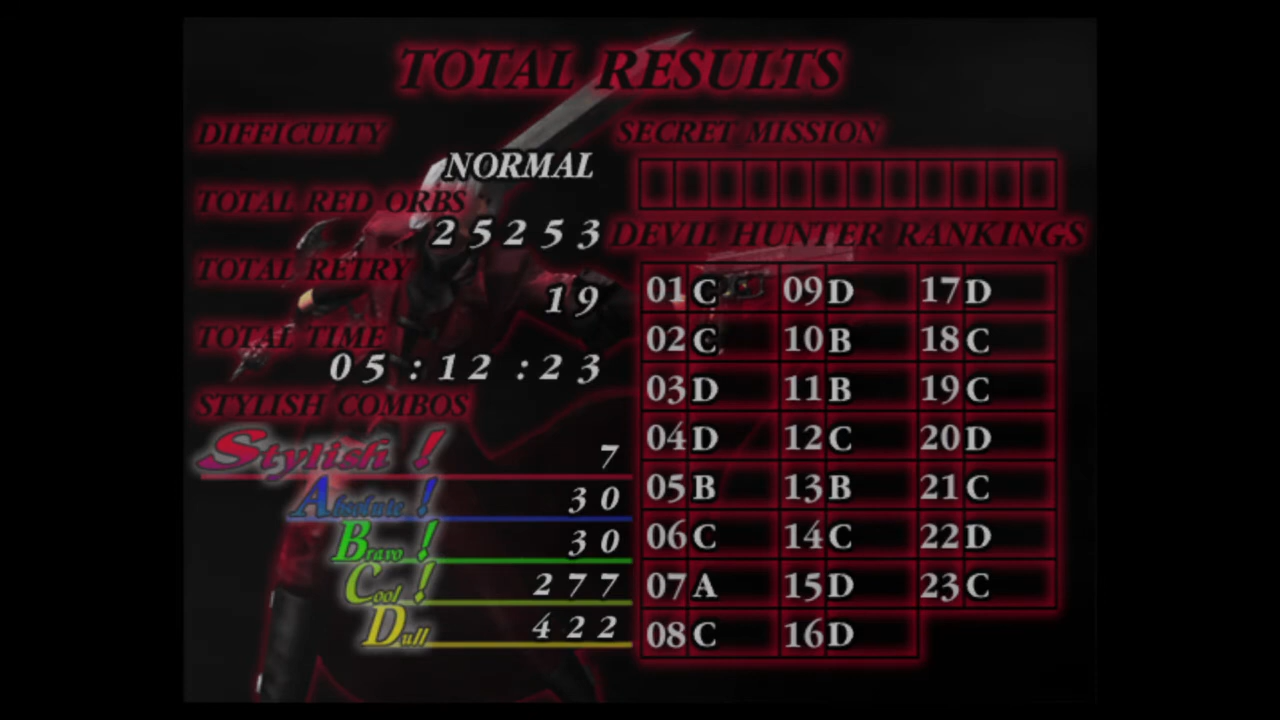 TOTAL RESULTS
DIFFICULTY
NORMAL
TOTAL RED ORBS
25253
TOTAL RETRY
19
TOTAL TIME
05:12:23
STYLISH COMBOS
Stylish! 7
Absolute! 30
Bravo! 30
Cool! 277
Dull 422
SECRET MISSION
DEVIL HUNTER RANKINGS
01 C 09 D 17 D
02 C 10 B 18 C
03 D 11 B 19 C
04 D 12 C 20 D
05 B 13 B 21 C
06 C 14 C 22 D
07 A 15 D 23 C
08 C 16 D